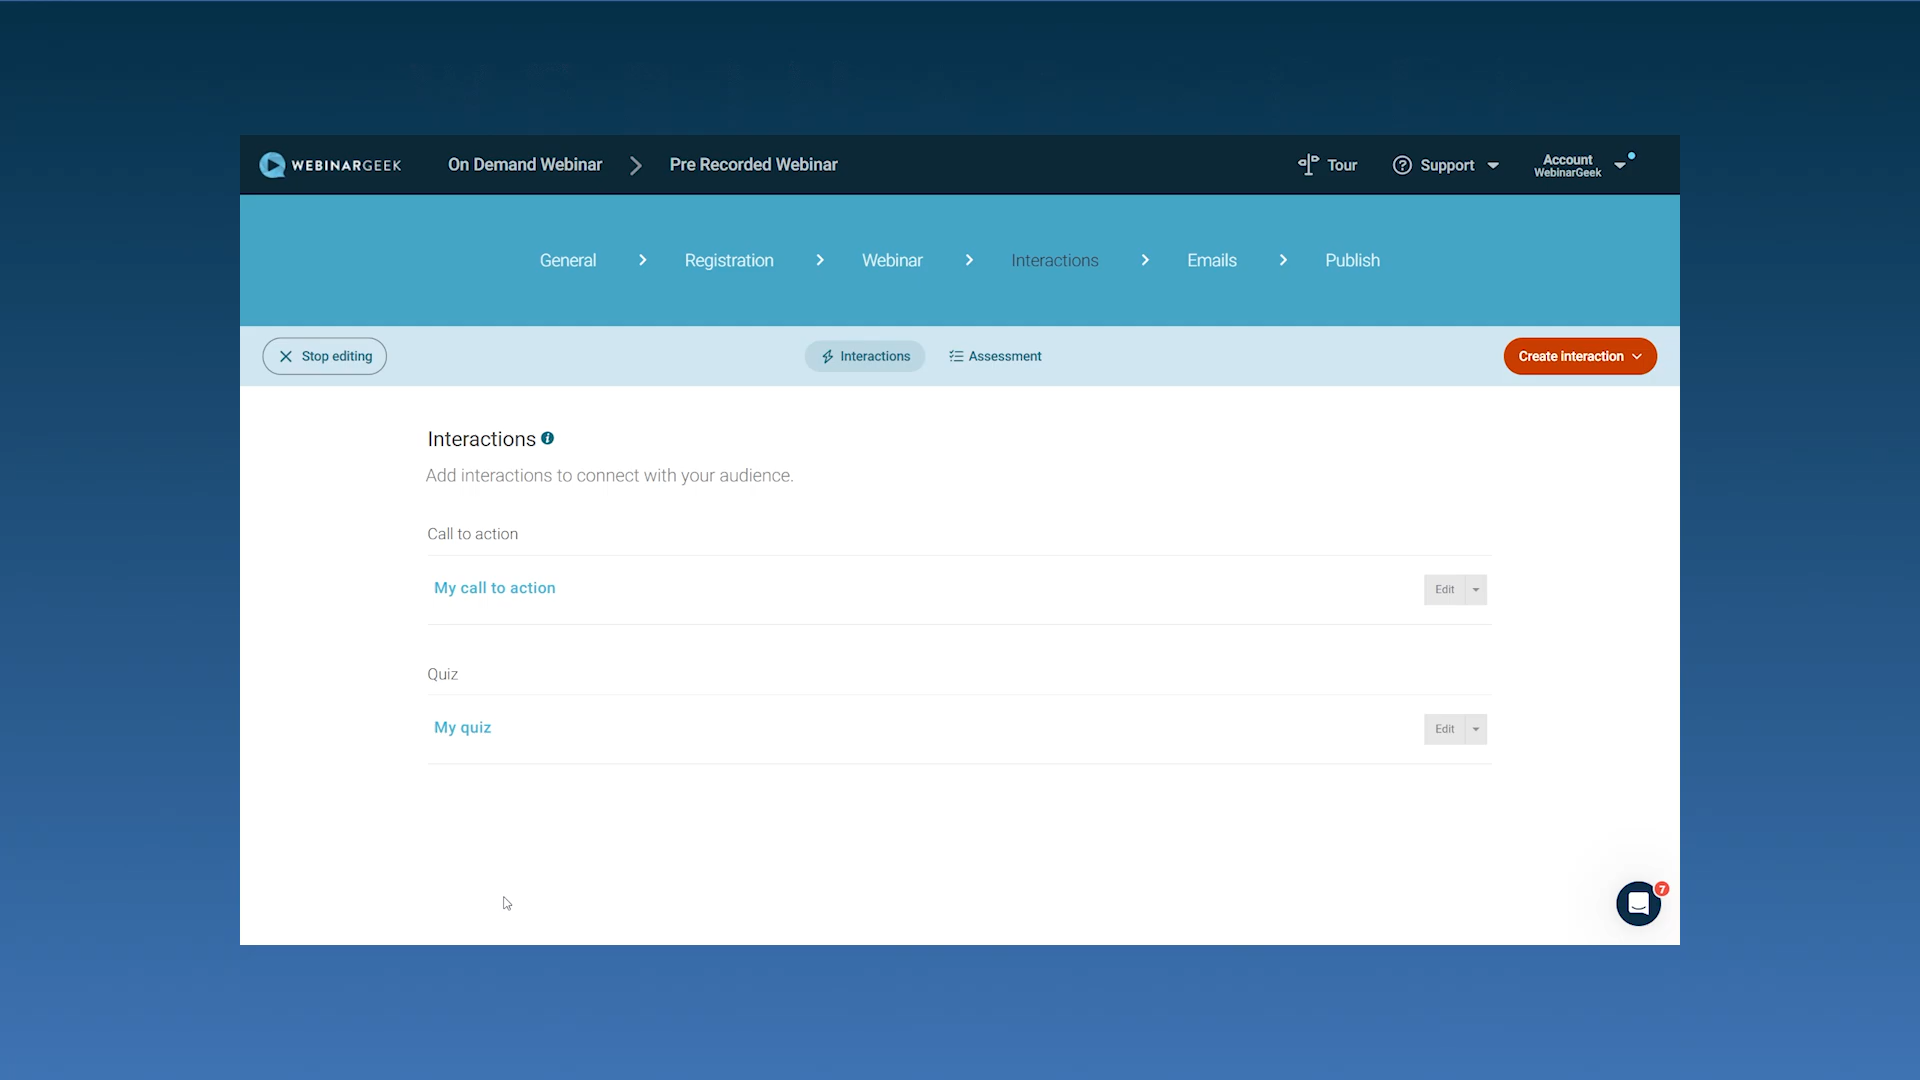 WEBINARGEEK
On Demand Webinar
Pre Recorded Webinar
Tour
Support
Account
WebinarGeek
General
Registration
Webinar
Interactions
Emails
Publish
Stop editing
Interactions
Assessment
Create interaction
Interactions
Add interactions to connect with your audience.
Call to action
My call to action
Edit
Quiz
My quiz
Edit
7